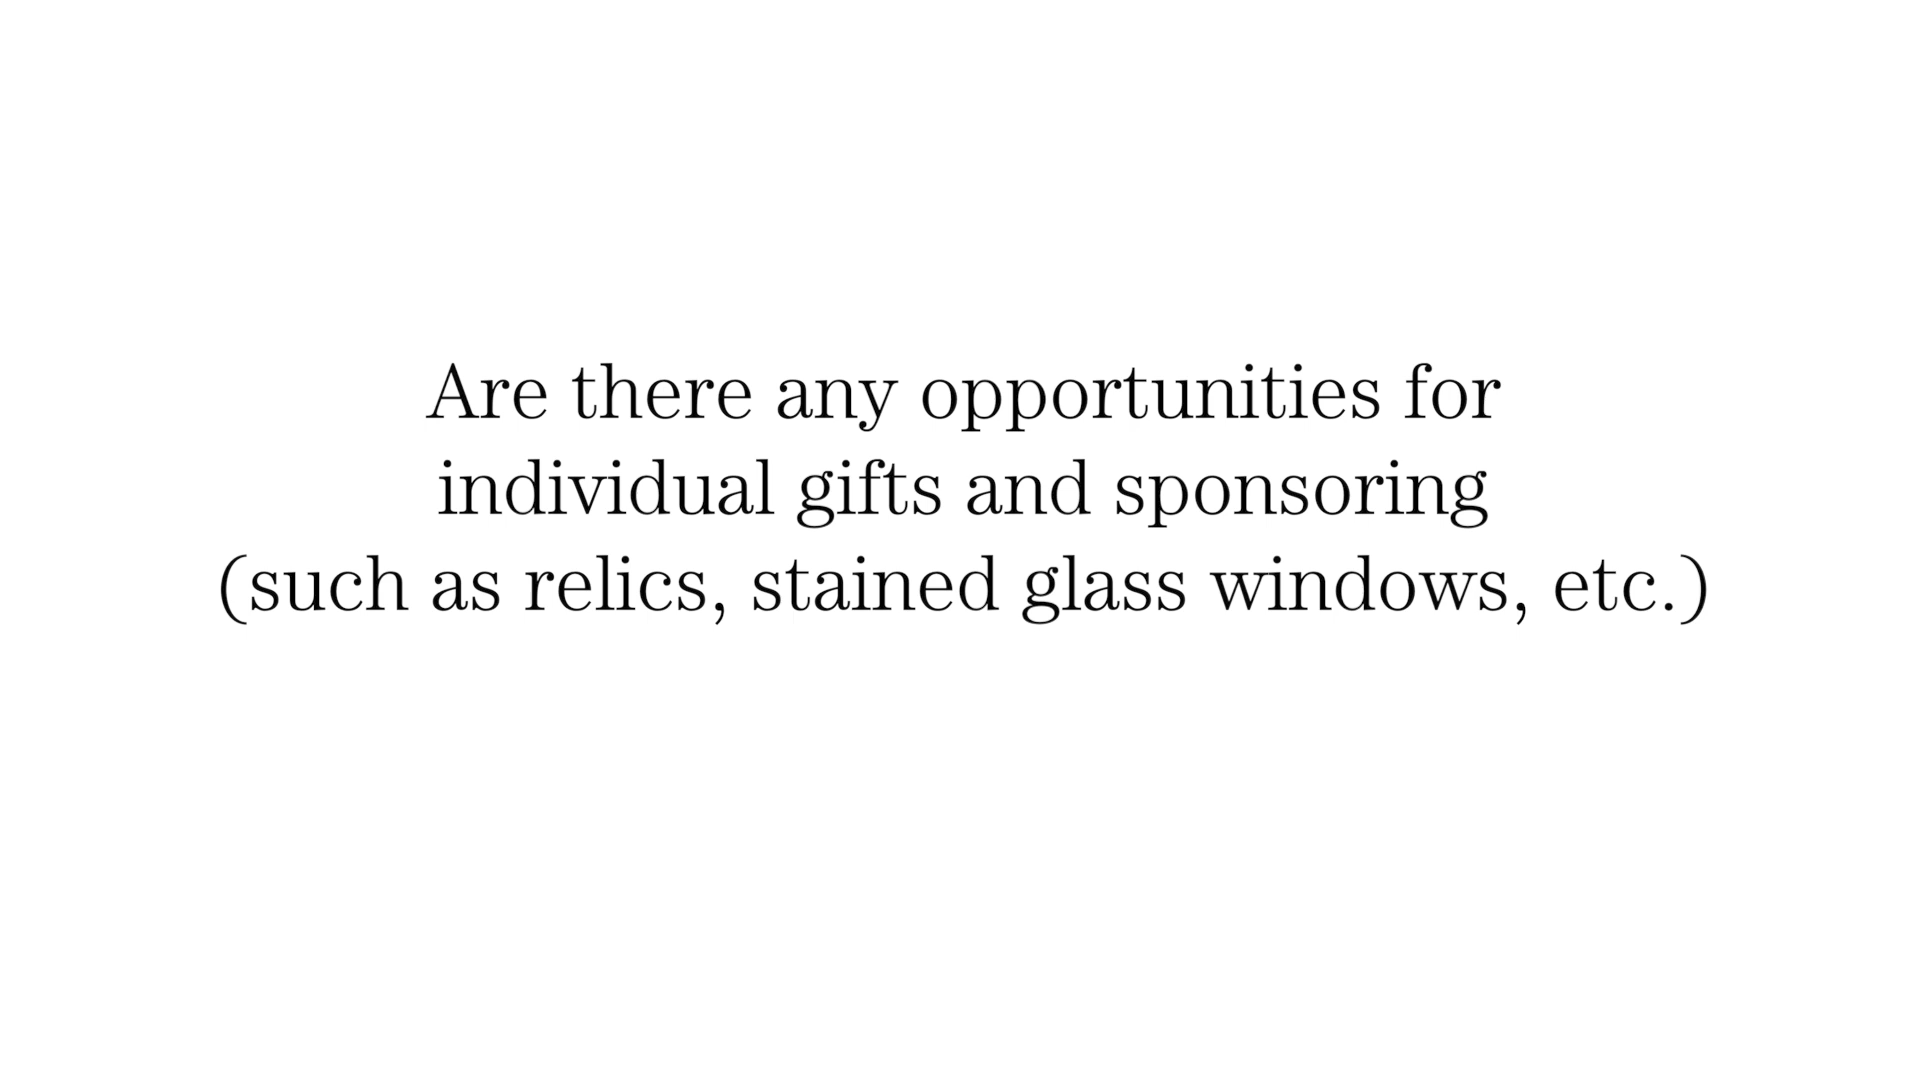 Are there any opportunities for
individual gifts and sponsoring
(such as relics, stained glass windows, etc.)